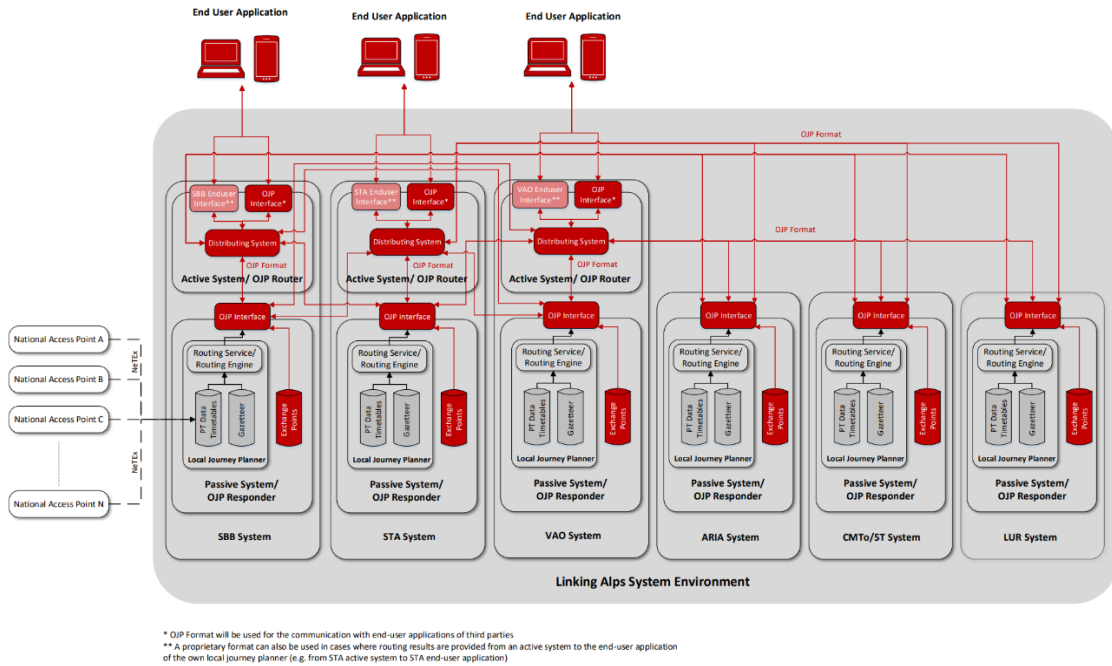 End User Application
End User Application
End User Application
OJP Format
SBB Enduser
Interface**
OJP
Interface*
STA Enduser
Interface**
OJP
Interface*
VAO Enduser
Interface**
OJP
Interface*
Distributing System
Distributing System
Distributing System
OJP Format
OJP Format
OJP Format
OJP Format
Active System/ OJP Router
Active System/ OJP Router
Active System/ OJP Router
OJP Interface
OJP Interface
OJP Interface
OJP Interface
OJP Interface
OJP Interface
National Access Point A
National Access Point B
National Access Point C
National Access Point N
NeTEx
NeTEx
Routing Service/
Routing Engine
PT Data
Timetables
Gazetteer
Exchange
Points
Local Journey Planner
Passive System/
OJP Responder
SBB System
Routing Service/
Routing Engine
PT Data
Timetables
Gazetteer
Exchange
Points
Local Journey Planner
Passive System/
OJP Responder
STA System
Routing Service/
Routing Engine
PT Data
Timetables
Gazetteer
Exchange
Points
Local Journey Planner
Passive System/
OJP Responder
VAO System
Routing Service/
Routing Engine
PT Data
Timetables
Gazetteer
Exchange
Points
Local Journey Planner
Passive System/
OJP Responder
ARIA System
Routing Service/
Routing Engine
PT Data
Timetables
Gazetteer
Exchange
Points
Local Journey Planner
Passive System/
OJP Responder
CMTo/5T System
Routing Service/
Routing Engine
PT Data
Timetables
Gazetteer
Exchange
Points
Local Journey Planner
Passive System/
OJP Responder
LUR System
Linking Alps System Environment
* OJP Format will be used for the communication with end-user applications of third parties
** A proprietary format can also be used in cases where routing results are provided from an active system to the end-user application
of the own local journey planner (e.g. from STA active system to STA end-user application)